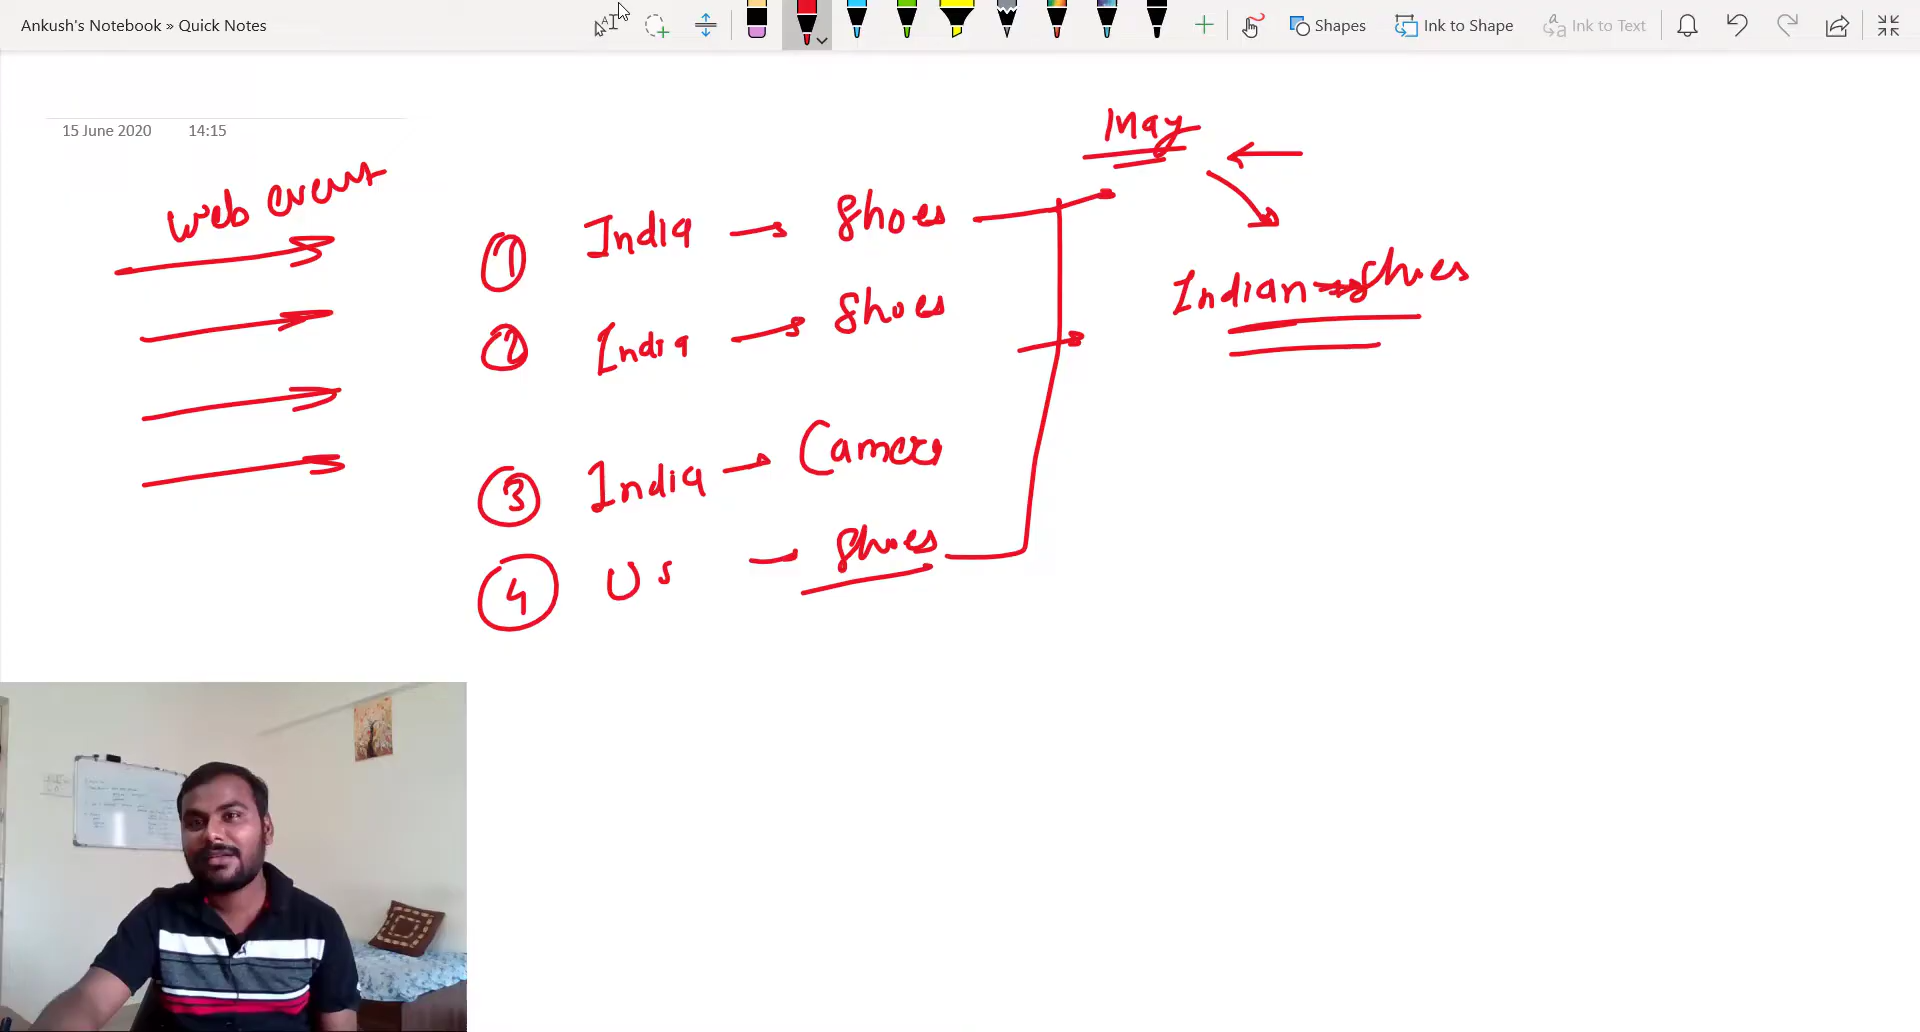 Ankush's Notebook » Quick Notes
Shapes
Ink to Shape
Ink to Text
15 June 2020 14:15
May
web event
1 India → Shoes
Indian → Shoes
2 India → Shoes
3 India → Camera
4 US → Shoes